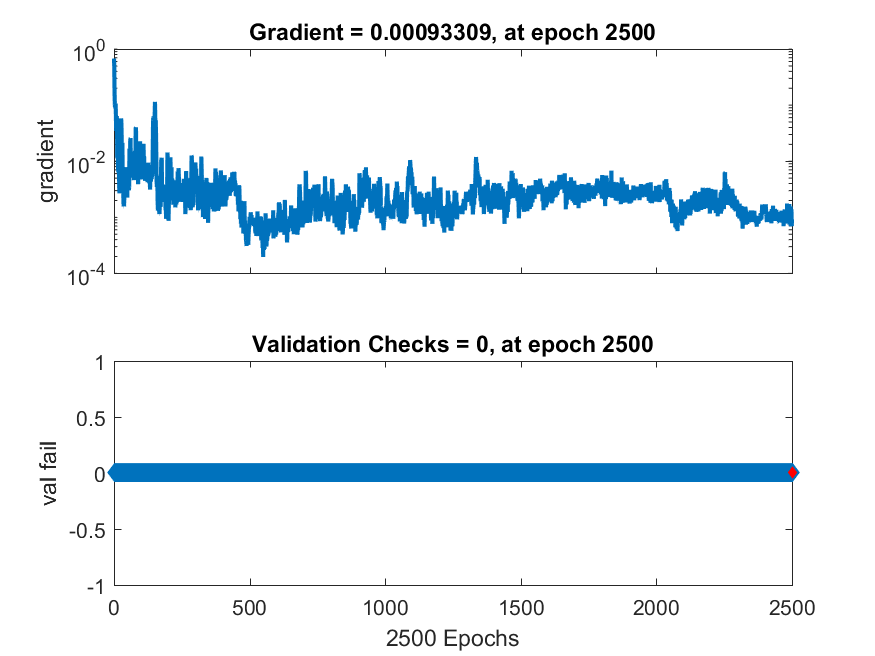 Gradient = 0.00093309, at epoch 2500
10^0
10^-2
10^-4
gradient
Validation Checks = 0, at epoch 2500
1
0.5
0
-0.5
-1
val fail
0 500 1000 1500 2000 2500
2500 Epochs